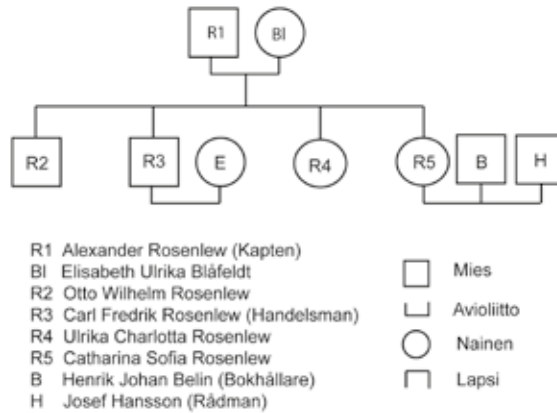 R1 BI
R2 R3 E R4 R5 B H
R1 Alexander Rosenlew (Kapten)
BI Elisabeth Ulrika Blåfeldt
R2 Otto Wilhelm Rosenlew
R3 Carl Fredrik Rosenlew (Handelsman)
R4 Ulrika Charlotta Rosenlew
R5 Catharina Sofia Rosenlew
B Henrik Johan Belin (Bokhållare)
H Josef Hansson (Rådman)
Mies
Avioliitto
Nainen
Lapsi